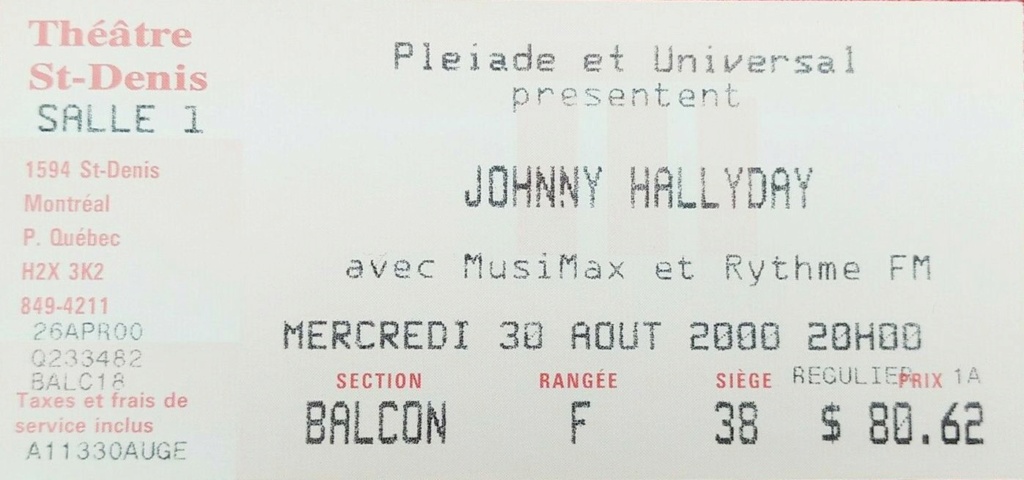 Théâtre
St-Denis
SALLE 1
1594 St-Denis
Montréal
P. Québec
H2X 3K2
849-4211
26APR00
Q233482
BALC18
Taxes et frais de
service inclus
A11330AUGE
Pleiade et Universal
presentent
JOHNNY HALLYDAY
avec MusiMax et Rythme FM
MERCREDI 30 AOUT 2000 20H00
SECTION RANGÉE SIÈGE REGULIER PRIX 1A
BALCON F 38 $ 80.62